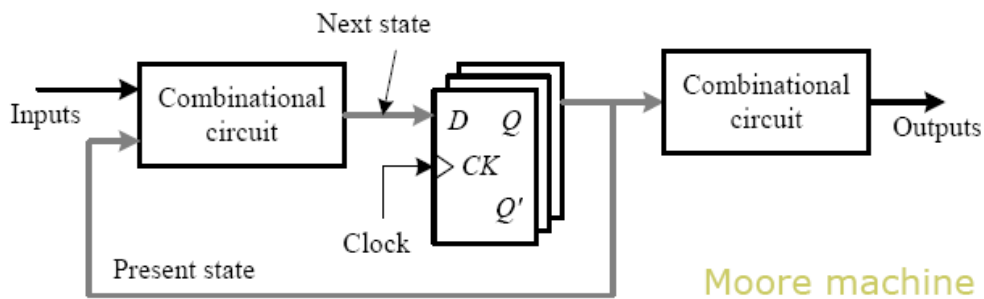 Next state
Inputs
Combinational
circuit
D Q
CK
Q'
Clock
Combinational
circuit
Outputs
Present state
Moore machine